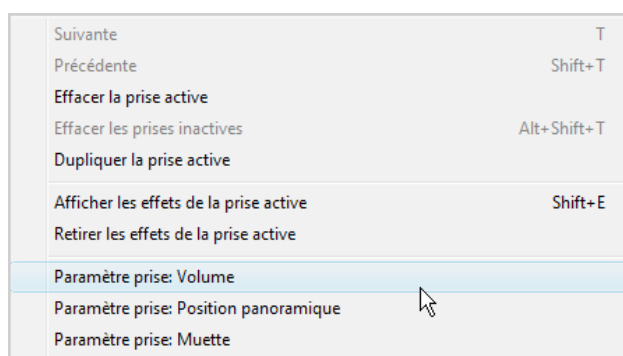 Suivante T
Précédente Shift+T
Effacer la prise active
Effacer les prises inactives Alt+Shift+T
Dupliquer la prise active
Afficher les effets de la prise active Shift+E
Retirer les effets de la prise active
Paramètre prise: Volume
Paramètre prise: Position panoramique
Paramètre prise: Muette